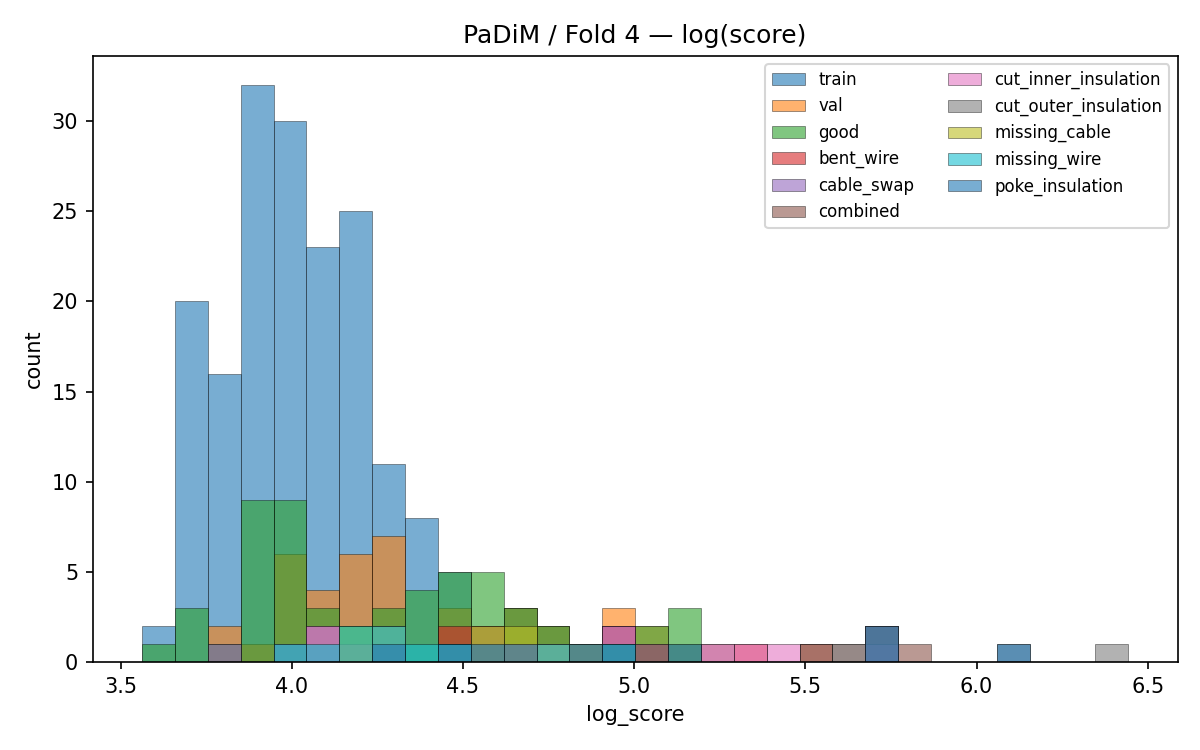 PaDiM / Fold 4 — log(score)
train
val
good
bent_wire
cable_swap
combined
cut_inner_insulation
cut_outer_insulation
missing_cable
missing_wire
poke_insulation
count
30
25
20
15
10
5
0
3.5
4.0
4.5
5.0
5.5
6.0
6.5
log_score